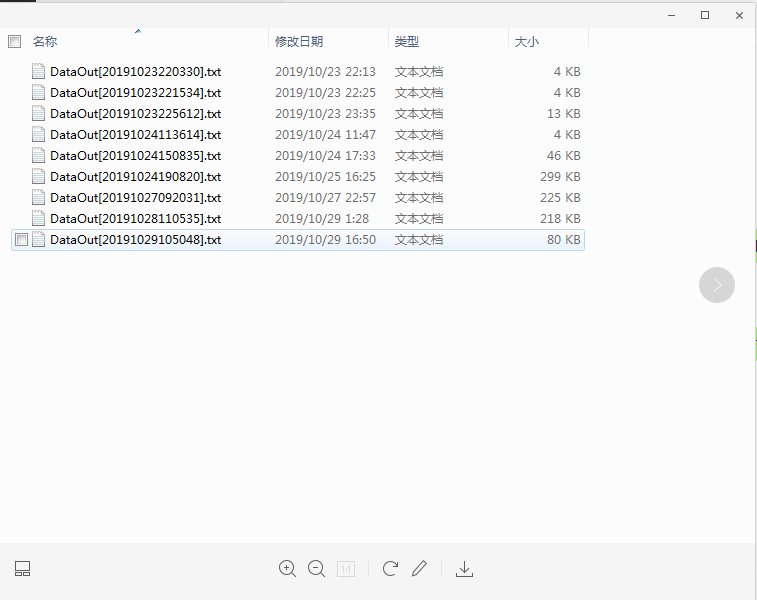 名称 修改日期 类型 大小
DataOut[20191023220330].txt 2019/10/23 22:13 文本文档 4 KB
DataOut[20191023221534].txt 2019/10/23 22:25 文本文档 4 KB
DataOut[20191023225612].txt 2019/10/23 23:35 文本文档 13 KB
DataOut[20191024113614].txt 2019/10/24 11:47 文本文档 4 KB
DataOut[20191024150835].txt 2019/10/24 17:33 文本文档 46 KB
DataOut[20191024190820].txt 2019/10/25 16:25 文本文档 299 KB
DataOut[20191027092031].txt 2019/10/27 22:57 文本文档 225 KB
DataOut[20191028110535].txt 2019/10/29 1:28 文本文档 218 KB
DataOut[20191029105048].txt 2019/10/29 16:50 文本文档 80 KB
1:1